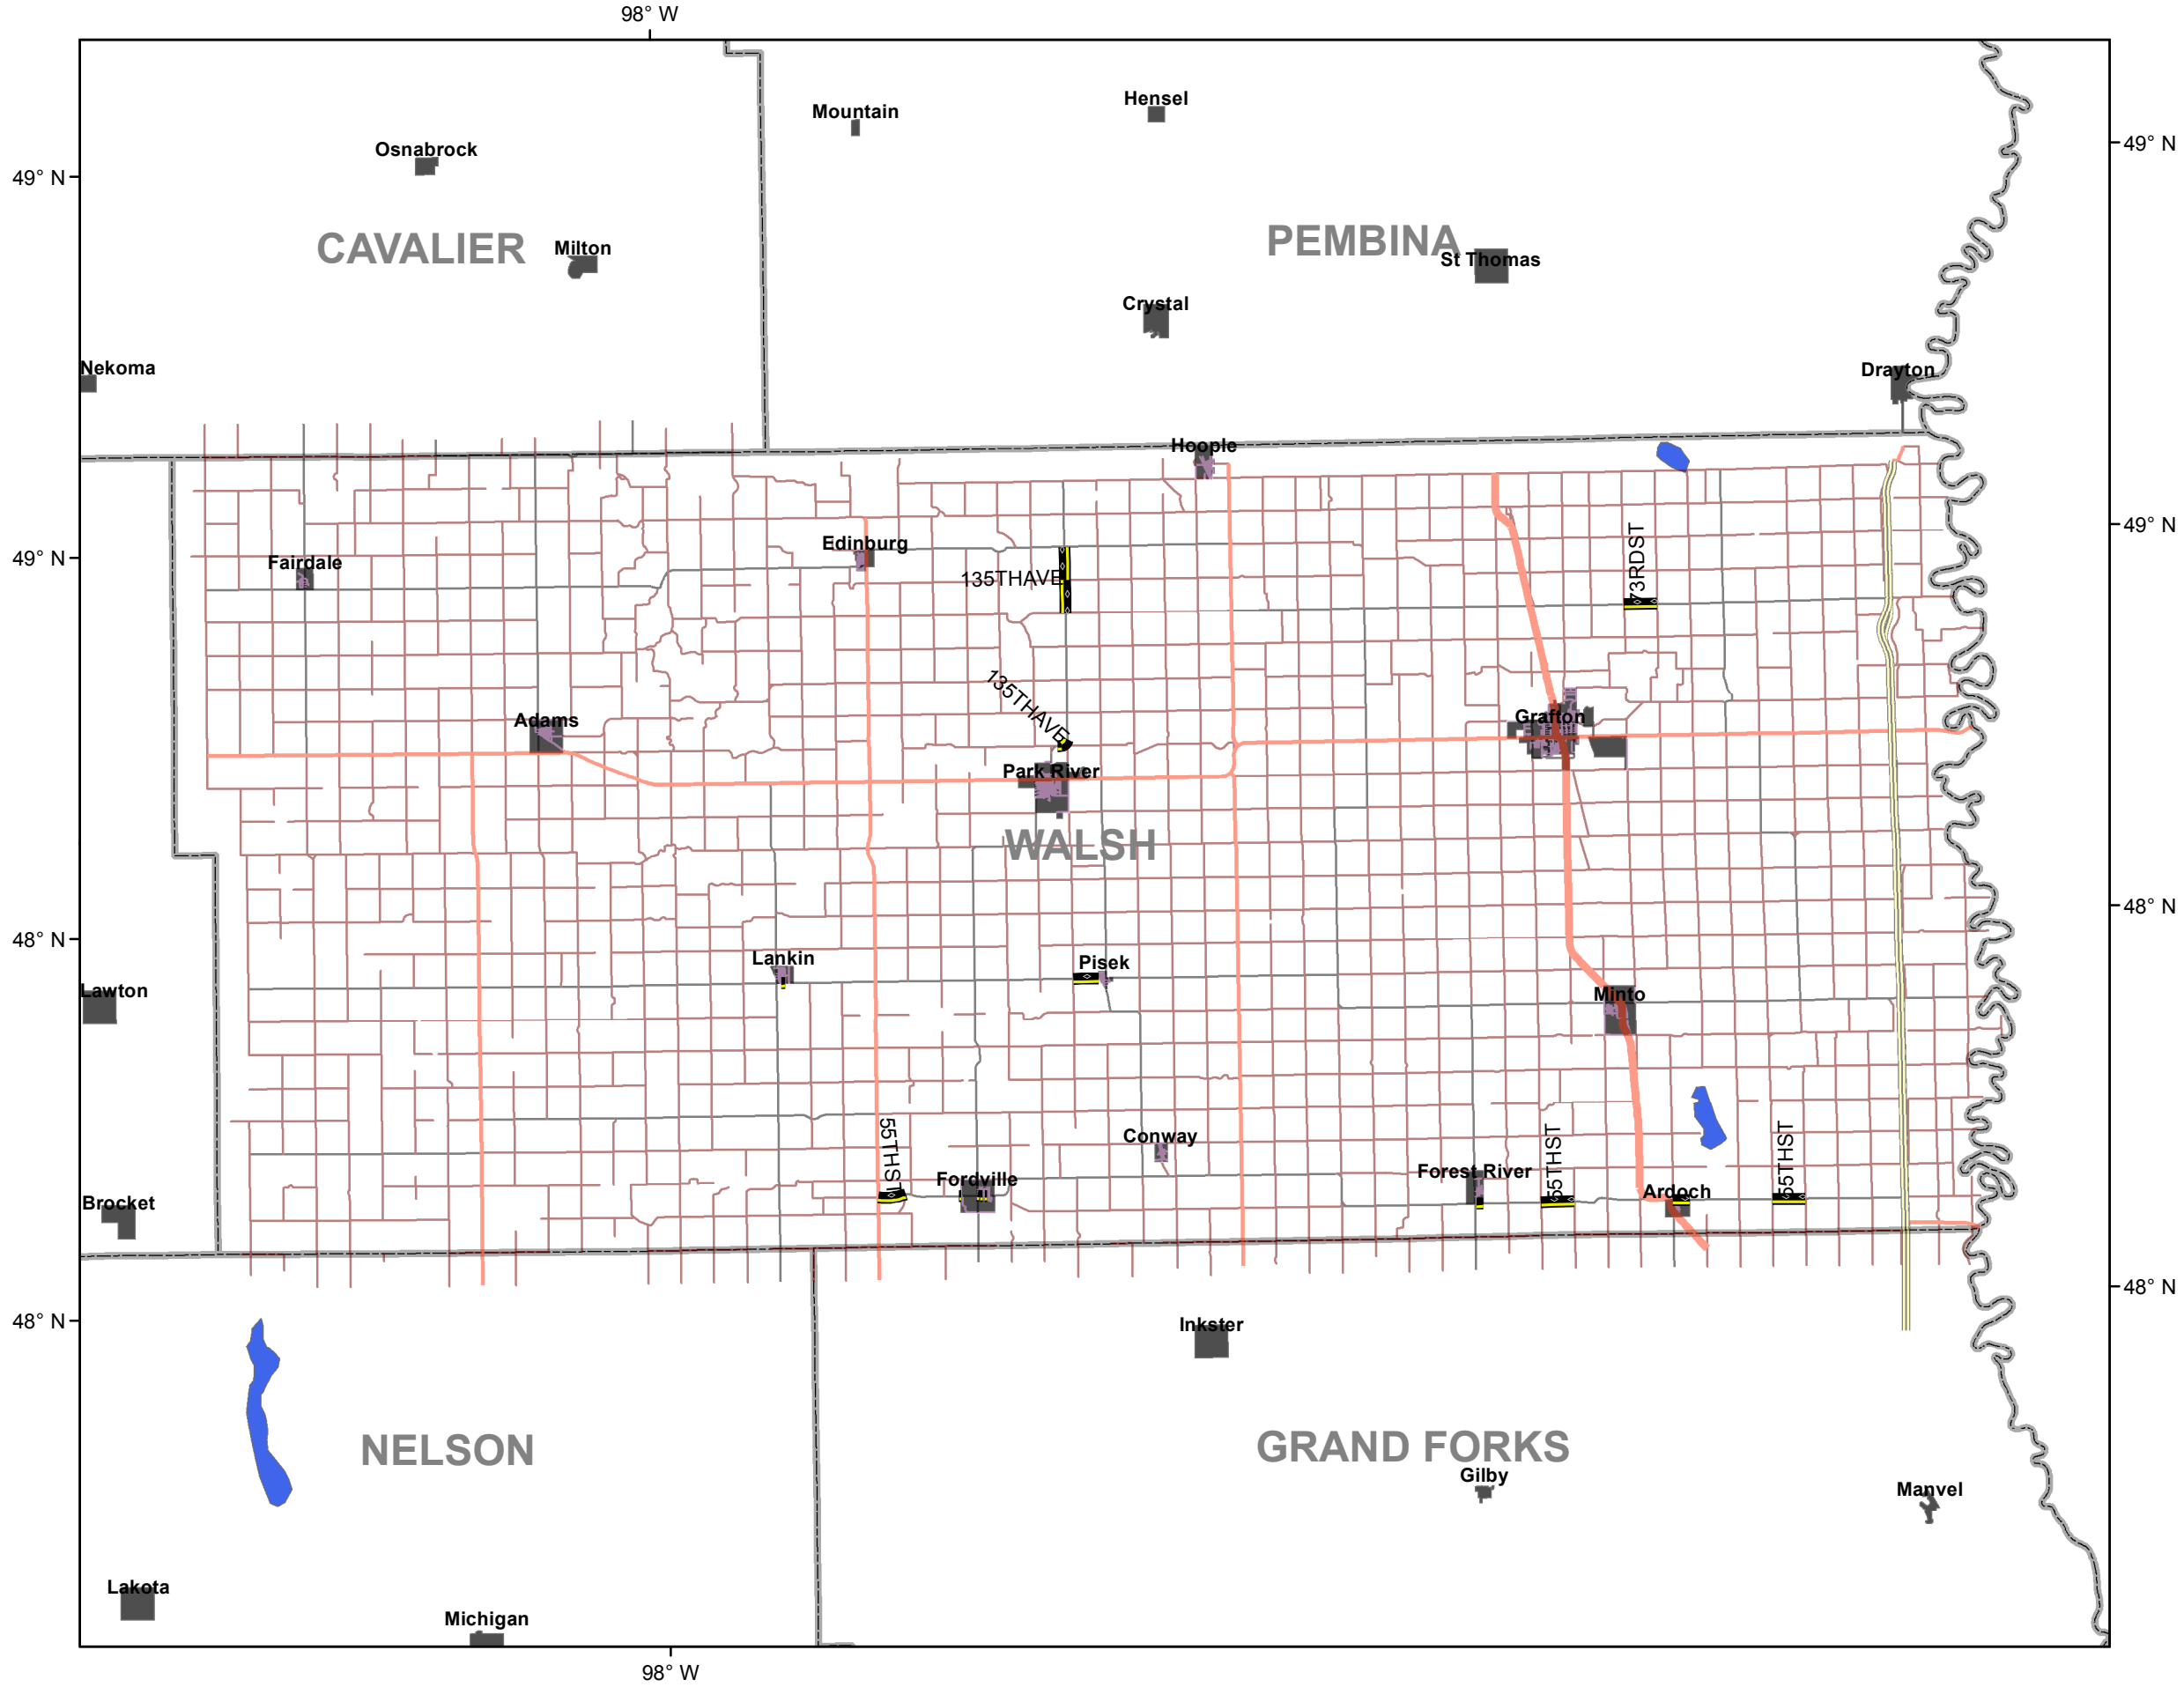 98° W
Hensel
Mountain
Osnabrock
49° N
49° N
CAVALIER
Milton
PEMBINA
St Thomas
Crystal
Nekoma
Drayton
Hoople
49° N
49° N
Edinburg
Fairdale
135THAVE
73RDST
135THAVE
Adams
Grafton
Park River
WALSH
48° N
48° N
Lankin
Pisek
Lawton
Minto
55THST
Conway
55THST
55THST
Fordville
Forest River
Ardoch
Brocket
48° N
48° N
Inkster
NELSON
GRAND FORKS
Gilby
Manvel
Lakota
Michigan
98° W